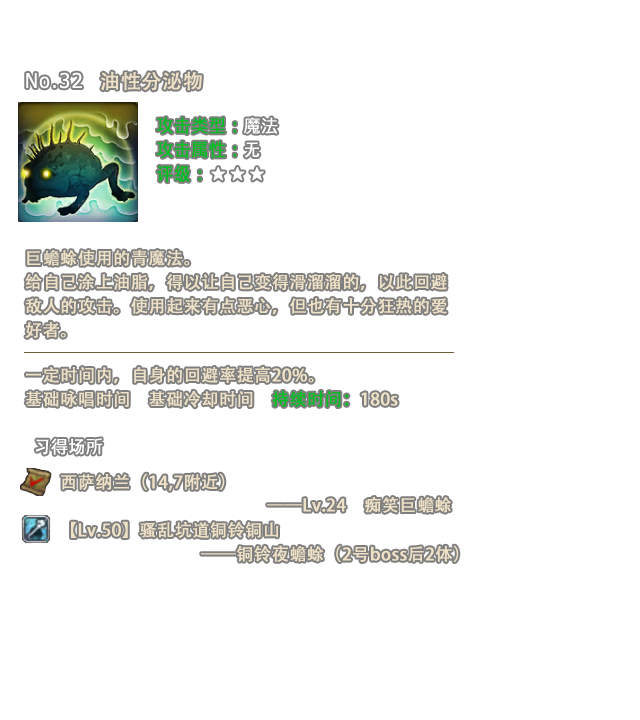 No.32 油性分泌物
攻击类型：魔法
攻击属性：无
评级：☆☆☆
巨蟾蜍使用的青魔法。
给自己涂上油脂，得以让自己变得滑溜溜的，以此回避
敌人的攻击。使用起来有点恶心，但也有十分狂热的爱
好者。
一定时间内，自身的回避率提高20%。
基础咏唱时间 基础冷却时间 持续时间：180s
习得场所
西萨纳兰（14,7附近）
——Lv.24 痴笑巨蟾蜍
【Lv.50】骚乱坑道铜铃铜山
——铜铃夜蟾蜍（2号boss后2体）